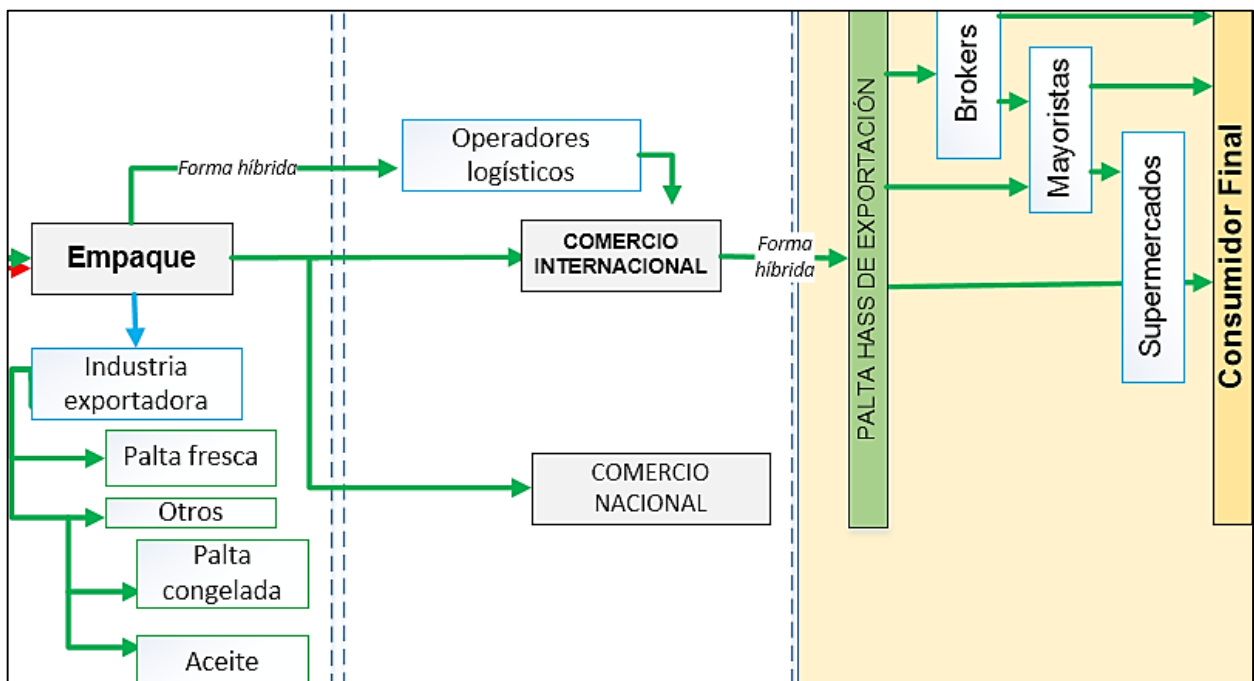 Forma híbrida
Operadores
logísticos
Empaque
COMERCIO
INTERNACIONAL
Forma
híbrida
Industria
exportadora
Palta fresca
Otros
Palta
congelada
Aceite
COMERCIO
NACIONAL
PALTA HASS DE EXPORTACIÓN
Brokers
Mayoristas
Supermercados
Consumidor Final